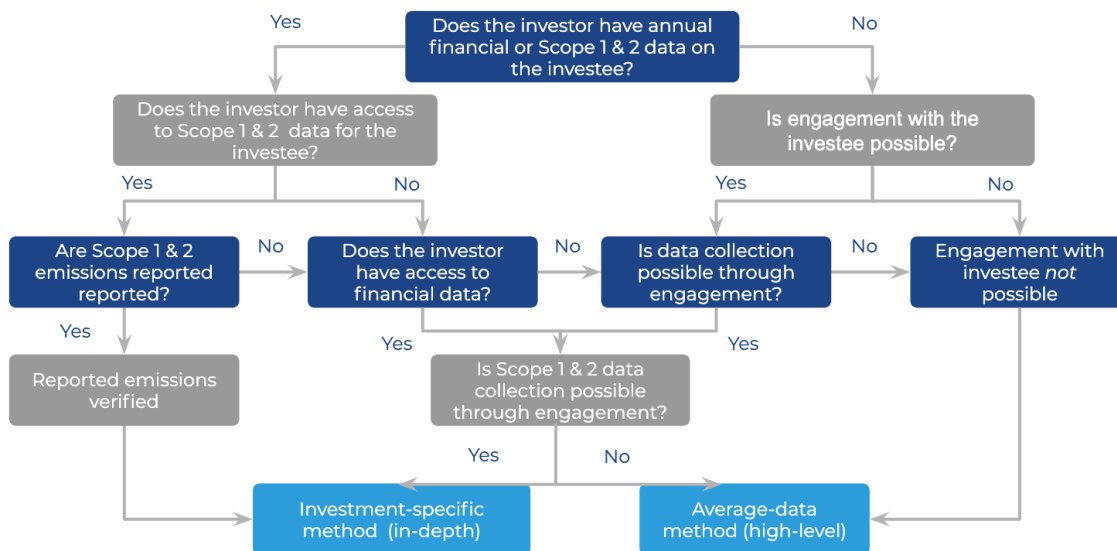 Yes
Does the investor have annual
financial or Scope 1 & 2 data on
the investee?
No
Does the investor have access
to Scope 1 & 2 data for the
investee?
Is engagement with the
investee possible?
Yes
No
Yes
No
Are Scope 1 & 2
emissions reported
reported?
No
Does the investor
have access to
financial data?
No
Is data collection
possible through
engagement?
No
Engagement with
investee not
possible
Yes
Yes
Yes
Reported emissions
verified
Is Scope 1 & 2 data
collection possible
through engagement?
Yes
No
Investment-specific
method (in-depth)
Average-data
method (high-level)